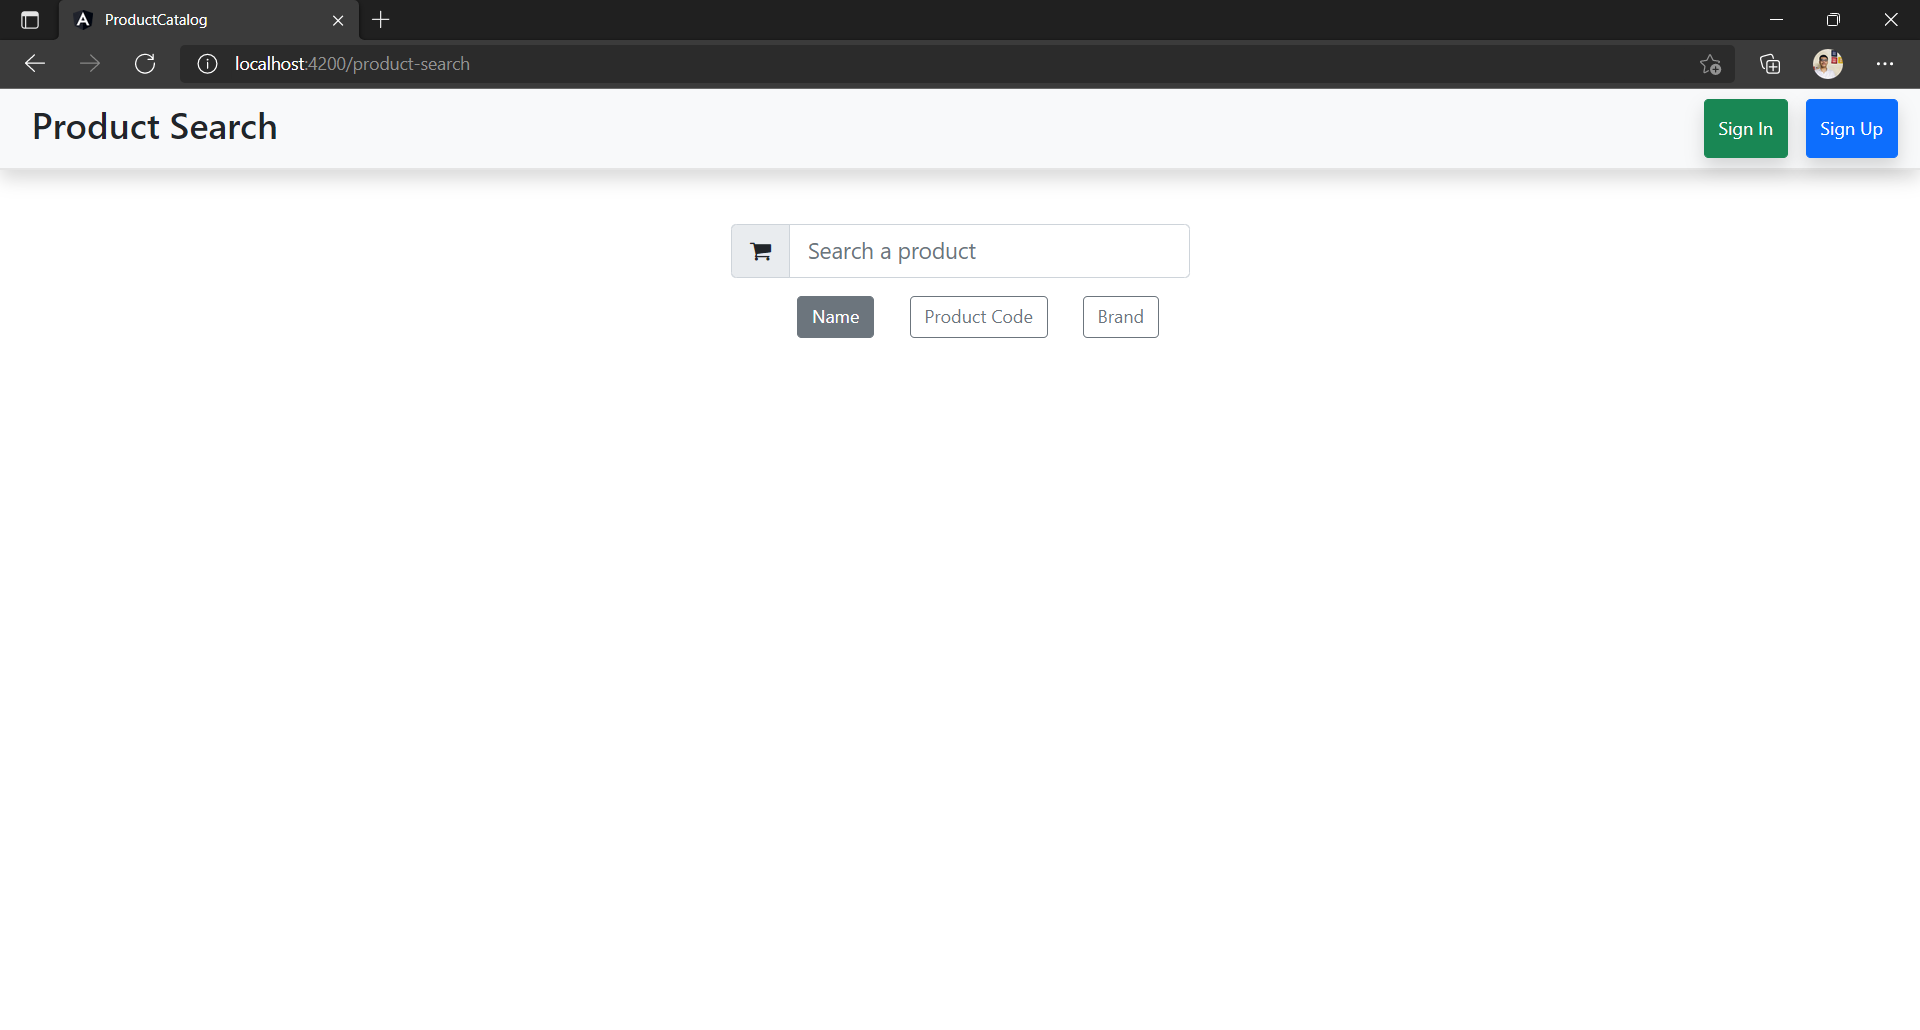 ProductCatalog
localhost:4200/product-search
Product Search
Sign In
Sign Up
Search a product
Name
Product Code
Brand